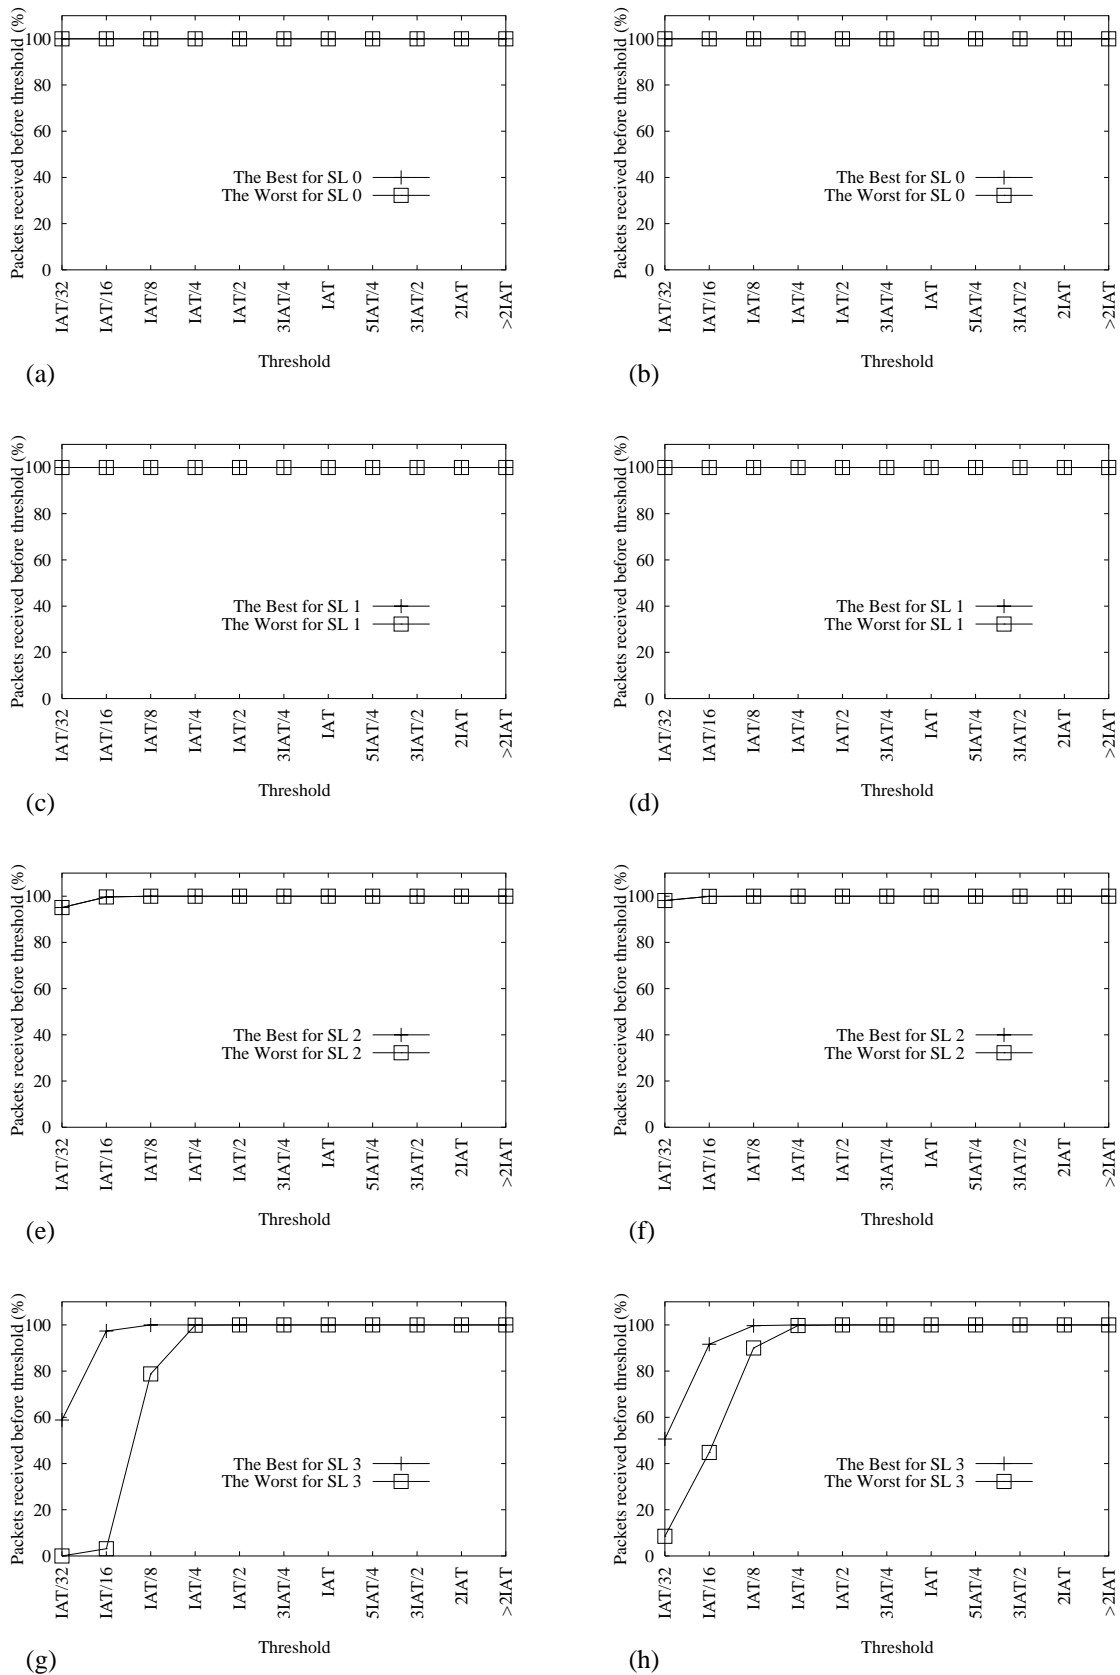 Packets received before threshold (%)
100
80
60
40
20
0
The Best for SL 0
The Worst for SL 0
IAT/32
IAT/16
IAT/8
IAT/4
IAT/2
3IAT/4
IAT
5IAT/4
3IAT/2
2IAT
>2IAT
Threshold
(a)
Packets received before threshold (%)
100
80
60
40
20
0
The Best for SL 0
The Worst for SL 0
IAT/32
IAT/16
IAT/8
IAT/4
IAT/2
3IAT/4
IAT
5IAT/4
3IAT/2
2IAT
>2IAT
Threshold
(b)
Packets received before threshold (%)
100
80
60
40
20
0
The Best for SL 1
The Worst for SL 1
IAT/32
IAT/16
IAT/8
IAT/4
IAT/2
3IAT/4
IAT
5IAT/4
3IAT/2
2IAT
>2IAT
Threshold
(c)
Packets received before threshold (%)
100
80
60
40
20
0
The Best for SL 1
The Worst for SL 1
IAT/32
IAT/16
IAT/8
IAT/4
IAT/2
3IAT/4
IAT
5IAT/4
3IAT/2
2IAT
>2IAT
Threshold
(d)
Packets received before threshold (%)
100
80
60
40
20
0
The Best for SL 2
The Worst for SL 2
IAT/32
IAT/16
IAT/8
IAT/4
IAT/2
3IAT/4
IAT
5IAT/4
3IAT/2
2IAT
>2IAT
Threshold
(e)
Packets received before threshold (%)
100
80
60
40
20
0
The Best for SL 2
The Worst for SL 2
IAT/32
IAT/16
IAT/8
IAT/4
IAT/2
3IAT/4
IAT
5IAT/4
3IAT/2
2IAT
>2IAT
Threshold
(f)
Packets received before threshold (%)
100
80
60
40
20
0
The Best for SL 3
The Worst for SL 3
IAT/32
IAT/16
IAT/8
IAT/4
IAT/2
3IAT/4
IAT
5IAT/4
3IAT/2
2IAT
>2IAT
Threshold
(g)
Packets received before threshold (%)
100
80
60
40
20
0
The Best for SL 3
The Worst for SL 3
IAT/32
IAT/16
IAT/8
IAT/4
IAT/2
3IAT/4
IAT
5IAT/4
3IAT/2
2IAT
>2IAT
Threshold
(h)